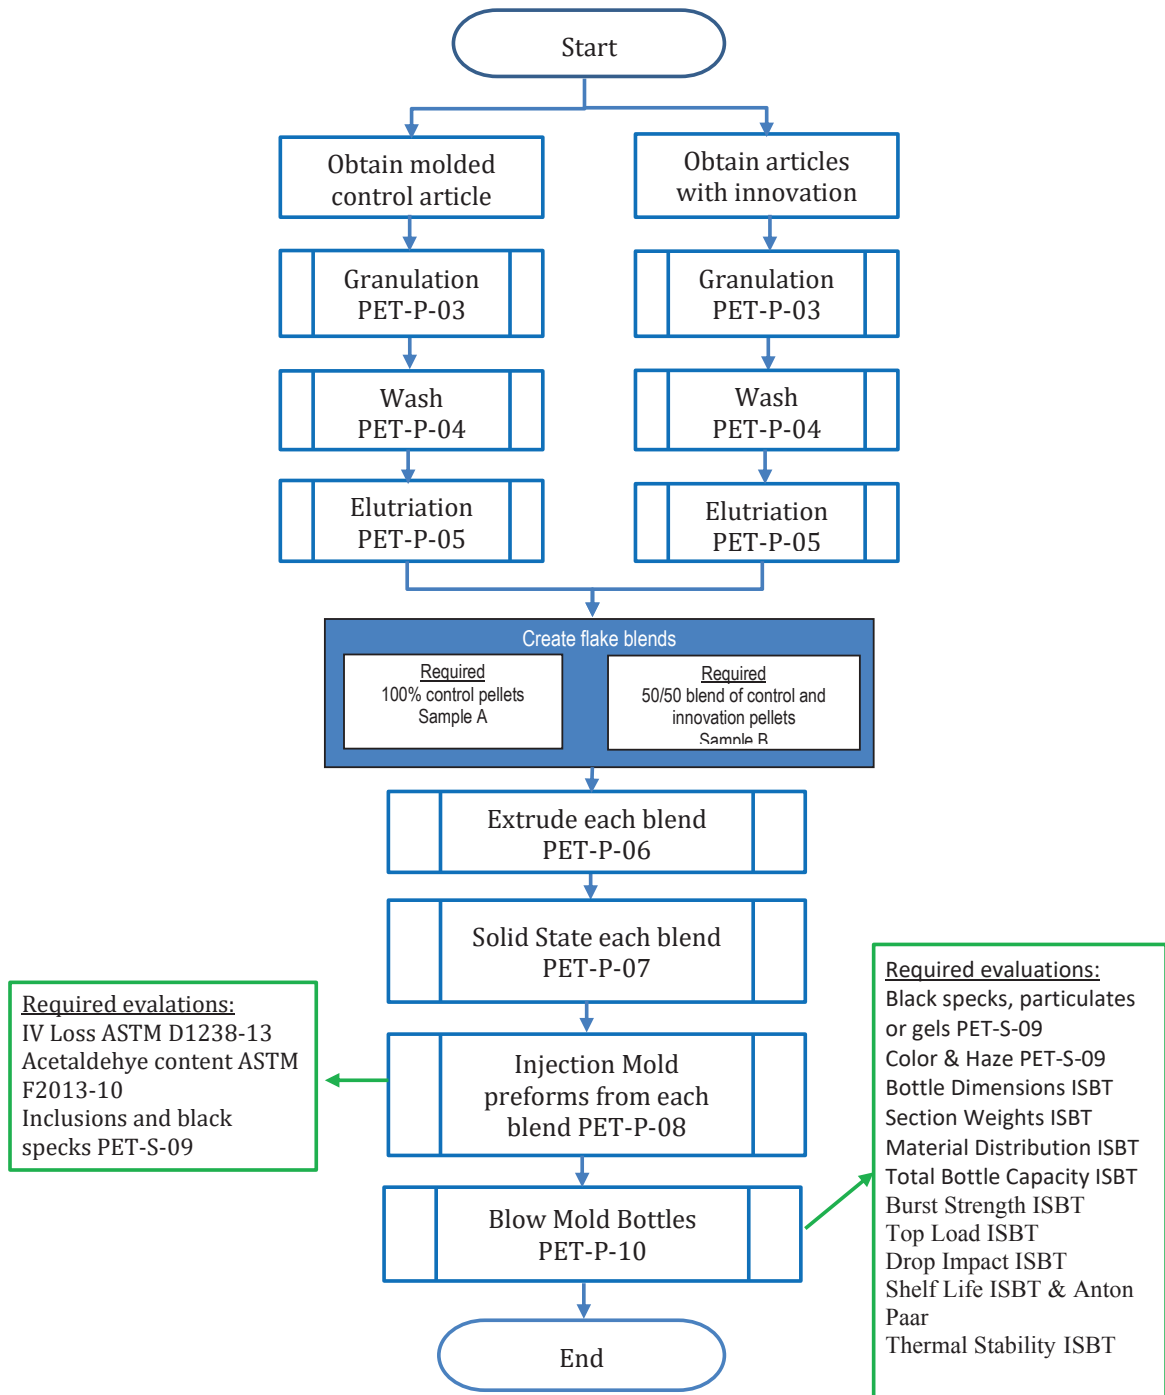 Start
Obtain molded
control article
Obtain articles
with innovation
Granulation
PET-P-03
Granulation
PET-P-03
Wash
PET-P-04
Wash
PET-P-04
Elutriation
PET-P-05
Elutriation
PET-P-05
Create flake blends
Required
100% control pellets
Sample A
Required
50/50 blend of control and
innovation pellets
Sample B
Extrude each blend
PET-P-06
Solid State each blend
PET-P-07
Required evalations:
IV Loss ASTM D1238-13
Acetaldehye content ASTM
F2013-10
Inclusions and black
specks PET-S-09
Injection Mold
preforms from each
blend PET-P-08
Blow Mold Bottles
PET-P-10
Required evaluations:
Black specks, particulates
or gels PET-S-09
Color & Haze PET-S-09
Bottle Dimensions ISBT
Section Weights ISBT
Material Distribution ISBT
Total Bottle Capacity ISBT
Burst Strength ISBT
Top Load ISBT
Drop Impact ISBT
Shelf Life ISBT & Anton
Paar
Thermal Stability ISBT
End